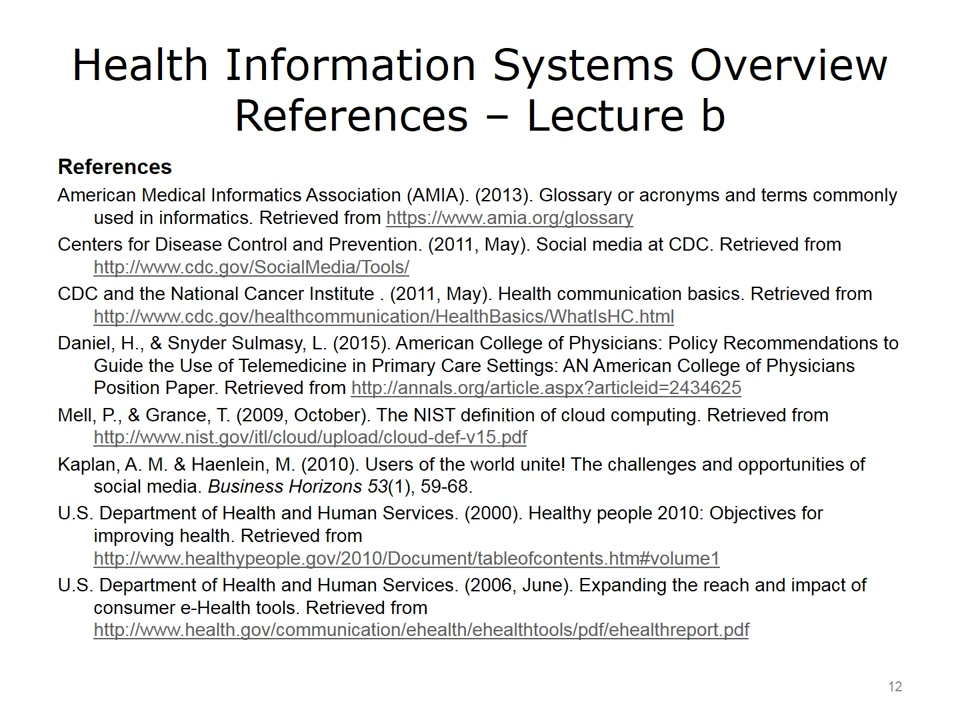 Health Information Systems Overview
References – Lecture b
References
American Medical Informatics Association (AMIA). (2013). Glossary or acronyms and terms commonly
used in informatics. Retrieved from https://www.amia.org/glossary
Centers for Disease Control and Prevention. (2011, May). Social media at CDC. Retrieved from
http://www.cdc.gov/SocialMedia/Tools/
CDC and the National Cancer Institute . (2011, May). Health communication basics. Retrieved from
http://www.cdc.gov/healthcommunication/HealthBasics/WhatIsHC.html
Daniel, H., & Snyder Sulmasy, L. (2015). American College of Physicians: Policy Recommendations to
Guide the Use of Telemedicine in Primary Care Settings: AN American College of Physicians
Position Paper. Retrieved from http://annals.org/article.aspx?articleid=2434625
Mell, P., & Grance, T. (2009, October). The NIST definition of cloud computing. Retrieved from
http://www.nist.gov/itl/cloud/upload/cloud-def-v15.pdf
Kaplan, A. M. & Haenlein, M. (2010). Users of the world unite! The challenges and opportunities of
social media. Business Horizons 53(1), 59-68.
U.S. Department of Health and Human Services. (2000). Healthy people 2010: Objectives for
improving health. Retrieved from
http://www.healthypeople.gov/2010/Document/tableofcontents.htm#volume1
U.S. Department of Health and Human Services. (2006, June). Expanding the reach and impact of
consumer e-Health tools. Retrieved from
http://www.health.gov/communication/ehealth/ehealthtools/pdf/ehealthreport.pdf
12